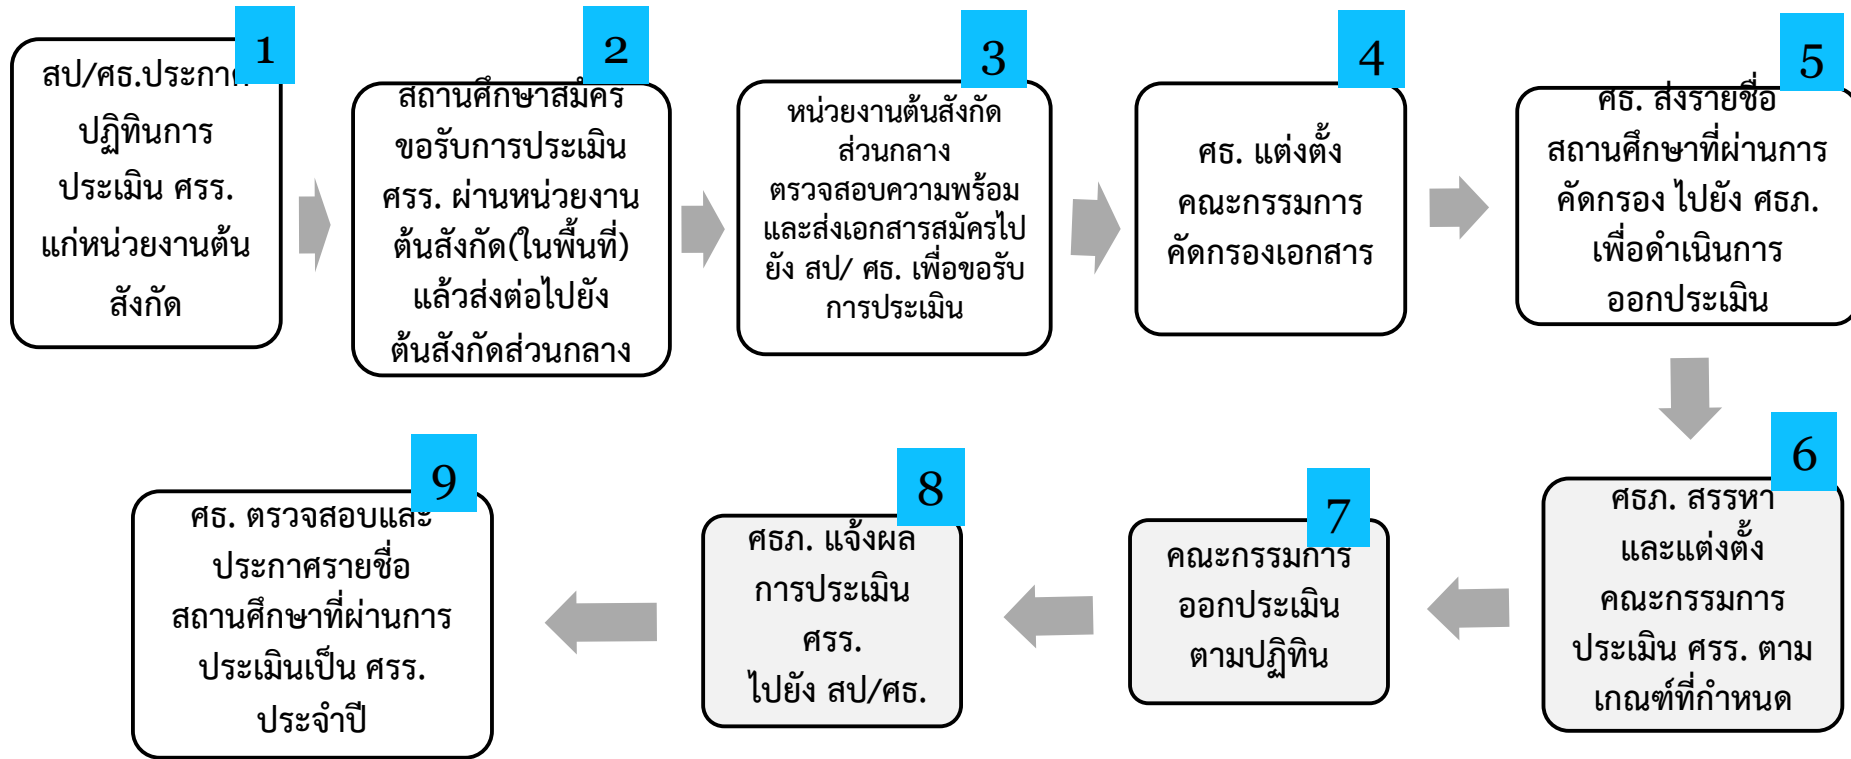 1
สป/ศธ.ประกาศ
ปฏิทินการ
ประเมิน ศรร.
แก่หน่วยงานต้น
สังกัด
2
สถานศึกษาสมัคร
ขอรับการประเมิน
ศรร. ผ่านหน่วยงาน
ต้นสังกัด(ในพื้นที่)
แล้วส่งต่อไปยัง
ต้นสังกัดส่วนกลาง
3
หน่วยงานต้นสังกัด
ส่วนกลาง
ตรวจสอบความพร้อม
และส่งเอกสารสมัครไป
ยัง สป/ ศธ. เพื่อขอรับ
การประเมิน
4
ศธ. แต่งตั้ง
คณะกรรมการ
คัดกรองเอกสาร
5
ศธ. ส่งรายชื่อ
สถานศึกษาที่ผ่านการ
คัดกรอง ไปยัง ศธภ.
เพื่อดำเนินการ
ออกประเมิน
6
ศธภ. สรรหา
และแต่งตั้ง
คณะกรรมการ
ประเมิน ศรร. ตาม
เกณฑ์ที่กำหนด
7
คณะกรรมการ
ออกประเมิน
ตามปฏิทิน
8
ศธภ. แจ้งผล
การประเมิน
ศรร.
ไปยัง สป/ศธ.
9
ศธ. ตรวจสอบและ
ประกาศรายชื่อ
สถานศึกษาที่ผ่านการ
ประเมินเป็น ศรร.
ประจำปี